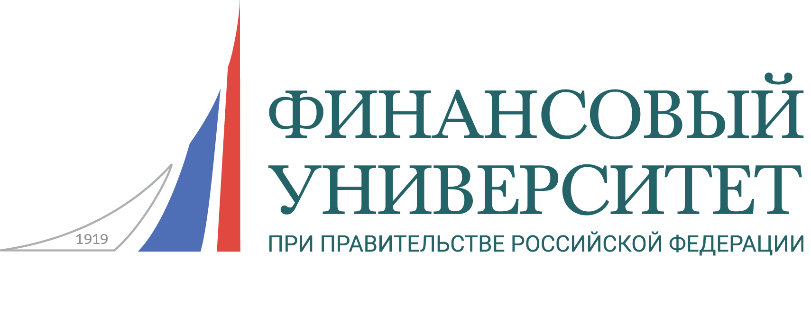 ФИНАНСОВЫЙ
УНИВЕРСИТЕТ
ПРИ ПРАВИТЕЛЬСТВЕ РОССИЙСКОЙ ФЕДЕРАЦИИ
1919